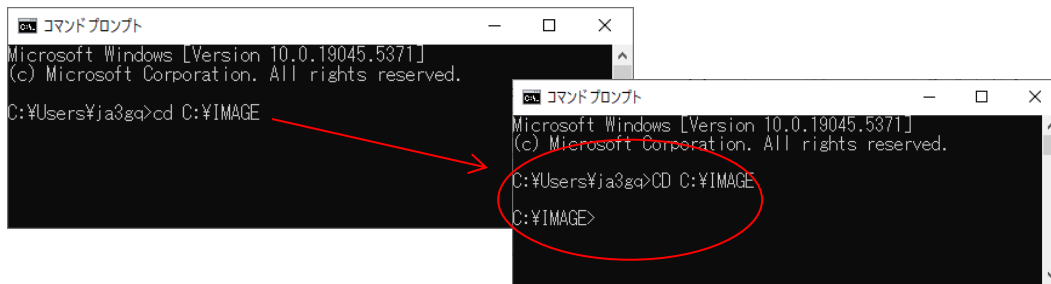 コマンド プロンプト
Microsoft Windows [Version 10.0.19045.5371]
(c) Microsoft Corporation. All rights reserved.
C:¥Users¥ja3gq>cd C:¥IMAGE
コマンド プロンプト
Microsoft Windows [Version 10.0.19045.5371]
(c) Microsoft Corporation. All rights reserved.
C:¥Users¥ja3gq>CD C:¥IMAGE
C:¥IMAGE>